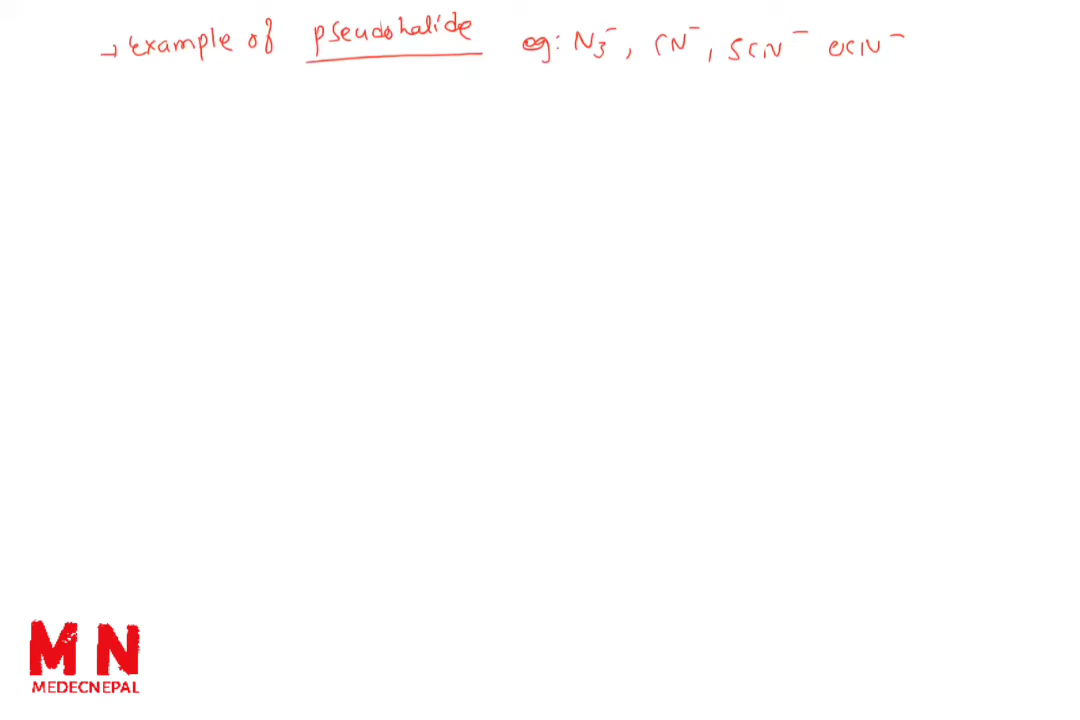 → example of pseudohalide eg: N3⁻, CN⁻, SCN⁻ OCN⁻
MN
MEDECNEPAL